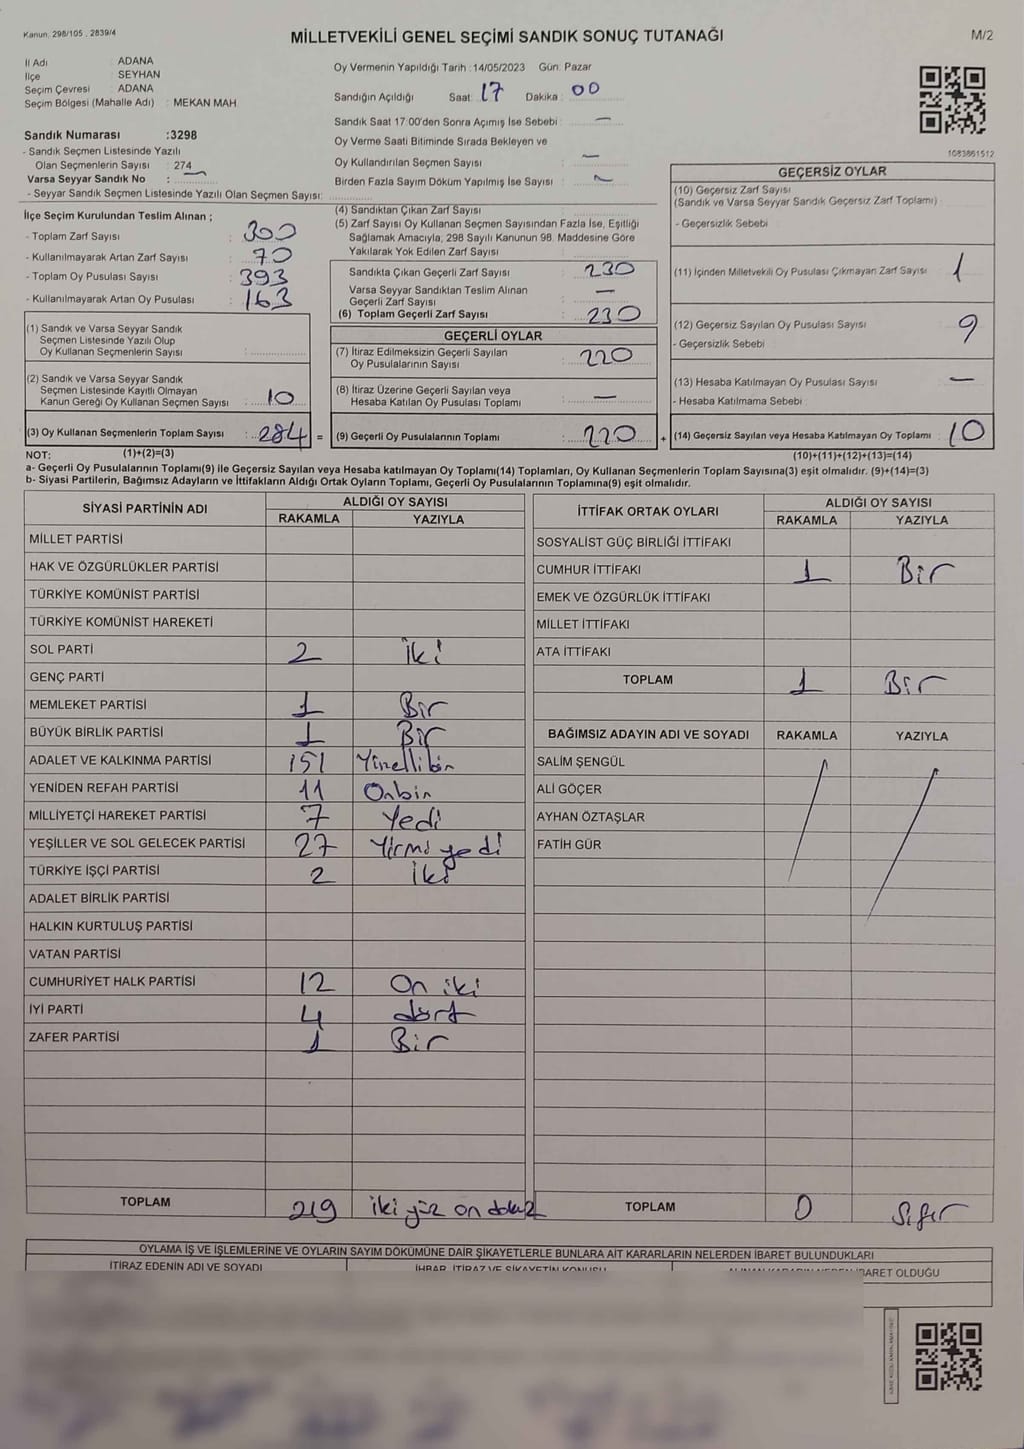 Kanun: 298/105 , 2839/4
MİLLETVEKİLİ GENEL SEÇİMİ SANDIK SONUÇ TUTANAĞI
M/2
İl Adı : ADANA
İlçe : SEYHAN
Seçim Çevresi : ADANA
Seçim Bölgesi (Mahalle Adı) : MEKAN MAH.
Sandık Numarası :3298
- Sandık Seçmen Listesinde Yazılı
Olan Seçmenlerin Sayısı : 274
Varsa Seyyar Sandık No :
- Seyyar Sandık Seçmen Listesinde Yazılı Olan Seçmen Sayısı:
Oy Vermenin Yapıldığı Tarih :14/05/2023 Gün: Pazar
Sandığın Açıldığı Saat: 17 Dakika : 00
Sandık Saat 17:00'den Sonra Açımış İse Sebebi : —
Oy Verme Saati Bitiminde Sırada Bekleyen ve
Oy Kullandırılan Seçmen Sayısı : —
Birden Fazla Sayım Döküm Yapılmış İse Sayısı : ~
1083861512
İlçe Seçim Kurulundan Teslim Alınan ;
- Toplam Zarf Sayısı : 300
- Kullanılmayarak Artan Zarf Sayısı : 70
- Toplam Oy Pusulası Sayısı : 393
- Kullanılmayarak Artan Oy Pusulası : 163
(1) Sandık ve Varsa Seyyar Sandık
Seçmen Listesinde Yazılı Olup
Oy Kullanan Seçmenlerin Sayısı :
(2) Sandık ve Varsa Seyyar Sandık
Seçmen Listesinde Kayıtlı Olmayan
Kanun Gereği Oy Kullanan Seçmen Sayısı : 10
(3) Oy Kullanan Seçmenlerin Toplam Sayısı : 284 =
(4) Sandıktan Çıkan Zarf Sayısı :
(5) Zarf Sayısı Oy Kullanan Seçmen Sayısından Fazla İse, Eşitliği
Sağlamak Amacıyla, 298 Sayılı Kanunun 98. Maddesine Göre
Yakılarak Yok Edilen Zarf Sayısı :
Sandıkta Çıkan Geçerli Zarf Sayısı : 230
Varsa Seyyar Sandıktan Teslim Alınan
Geçerli Zarf Sayısı : —
(6) Toplam Geçerli Zarf Sayısı : 230
GEÇERLİ OYLAR
(7) İtiraz Edilmeksizin Geçerli Sayılan
Oy Pusulalarının Sayısı : 220
(8) İtiraz Üzerine Geçerli Sayılan veya
Hesaba Katılan Oy Pusulası Toplamı : —
(9) Geçerli Oy Pusulalarının Toplamı : 220 +
GEÇERSİZ OYLAR
(10) Geçersiz Zarf Sayısı
(Sandık ve Varsa Seyyar Sandık Geçersiz Zarf Toplamı)
- Geçersizlik Sebebi :
(11) İçinden Milletvekili Oy Pusulası Çıkmayan Zarf Sayısı : 1
(12) Geçersiz Sayılan Oy Pusulası Sayısı : 9
- Geçersizlik Sebebi :
(13) Hesaba Katılmayan Oy Pusulası Sayısı : —
- Hesaba Katılmama Sebebi :
(14) Geçersiz Sayılan veya Hesaba Katılmayan Oy Toplamı : 10
NOT: (1)+(2)=(3)
(10)+(11)+(12)+(13)=(14)
a- Geçerli Oy Pusulalarının Toplamı(9) ile Geçersiz Sayılan veya Hesaba katılmayan Oy Toplamı(14) Toplamları, Oy Kullanan Seçmenlerin Toplam Sayısına(3) eşit olmalıdır. (9)+(14)=(3)
b- Siyasi Partilerin, Bağımsız Adayların ve İttifakların Aldığı Ortak Oyların Toplamı, Geçerli Oy Pusulalarının Toplamına(9) eşit olmalıdır.
SİYASİ PARTİNİN ADI ALDIĞI OY SAYISI
RAKAMLA YAZIYLA
MİLLET PARTİSİ
HAK VE ÖZGÜRLÜKLER PARTİSİ
TÜRKİYE KOMÜNİST PARTİSİ
TÜRKİYE KOMÜNİST HAREKETİ
SOL PARTİ 2 İki
GENÇ PARTİ
MEMLEKET PARTİSİ 1 Bir
BÜYÜK BİRLİK PARTİSİ 1 Bir
ADALET VE KALKINMA PARTİSİ 151 Yüzellibir
YENİDEN REFAH PARTİSİ 11 Onbir
MİLLİYETÇİ HAREKET PARTİSİ 7 Yedi
YEŞİLLER VE SOL GELECEK PARTİSİ 27 Yirmi yedi
TÜRKİYE İŞÇİ PARTİSİ 2 iki
ADALET BİRLİK PARTİSİ
HALKIN KURTULUŞ PARTİSİ
VATAN PARTİSİ
CUMHURİYET HALK PARTİSİ 12 On iki
İYİ PARTİ 4 dört
ZAFER PARTİSİ 1 Bir
TOPLAM 219 iki yüz on dokuz
İTTİFAK ORTAK OYLARI ALDIĞI OY SAYISI
RAKAMLA YAZIYLA
SOSYALİST GÜÇ BİRLİĞİ İTTİFAKI
CUMHUR İTTİFAKI 1 Bir
EMEK VE ÖZGÜRLÜK İTTİFAKI
MİLLET İTTİFAKI
ATA İTTİFAKI
TOPLAM 1 Bir
BAĞIMSIZ ADAYIN ADI VE SOYADI RAKAMLA YAZIYLA
SALİM ŞENGÜL
ALİ GÖÇER
AYHAN ÖZTAŞLAR
FATİH GÜR
TOPLAM 0 Sıfır
OYLAMA İŞ VE İŞLEMLERİNE VE OYLARIN SAYIM DÖKÜMÜNE DAİR ŞİKAYETLERLE BUNLARA AİT KARARLARIN NELERDEN İBARET BULUNDUKLARI
İTİRAZ EDENİN ADI VE SOYADI İHBAR, İTİRAZ VE ŞİKAYETİN KONUSU İBARET OLDUĞU